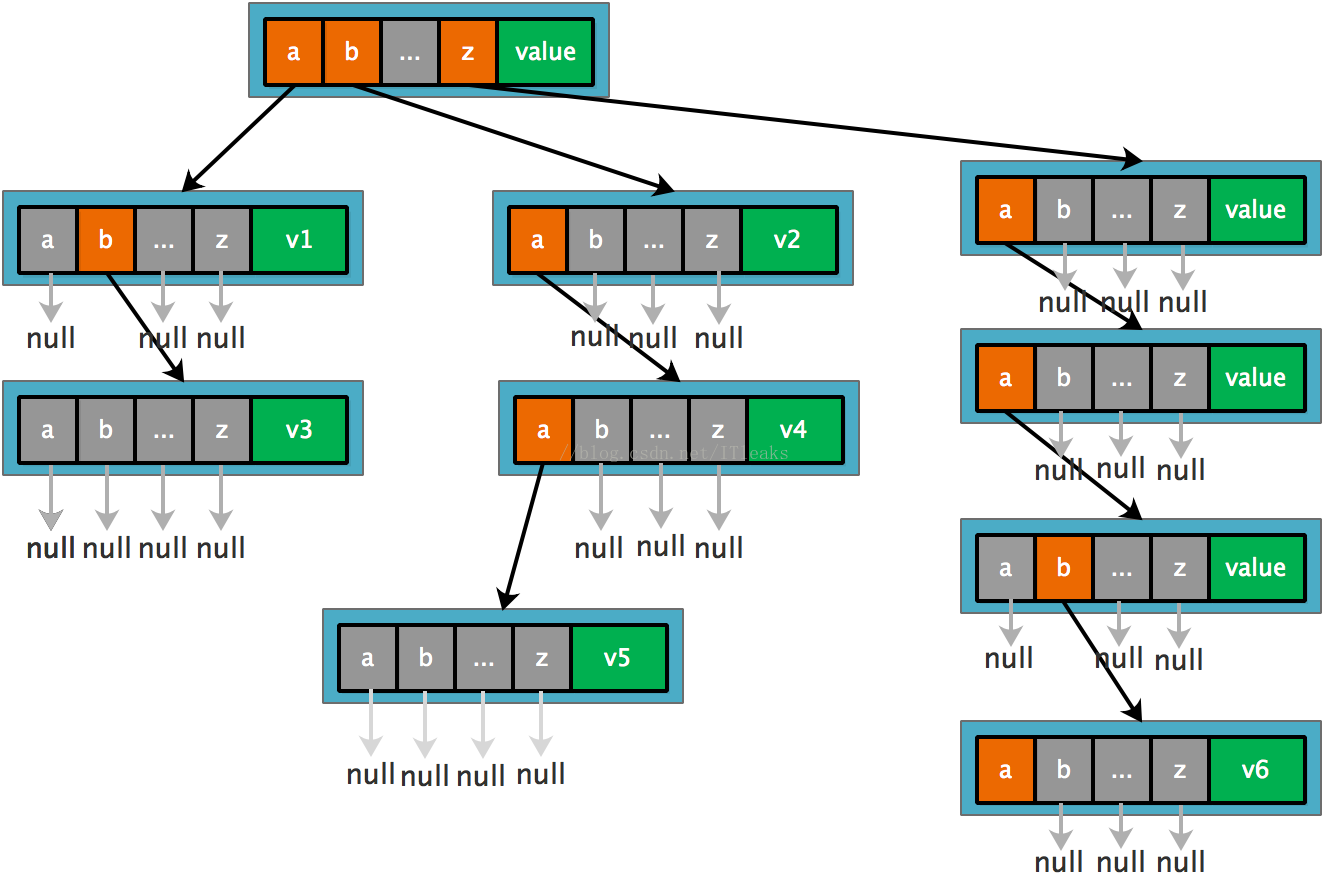 a b ... z value
a b ... z v1
null null null
a b ... z v2
null null null
a b ... z value
null null null
a b ... z v3
null null null null
a b ... z v4
null null null
//blog.csdn.net/ITleaks
a b ... z value
null null null
a b ... z v5
null null null null
a b ... z value
null null null
a b ... z v6
null null null